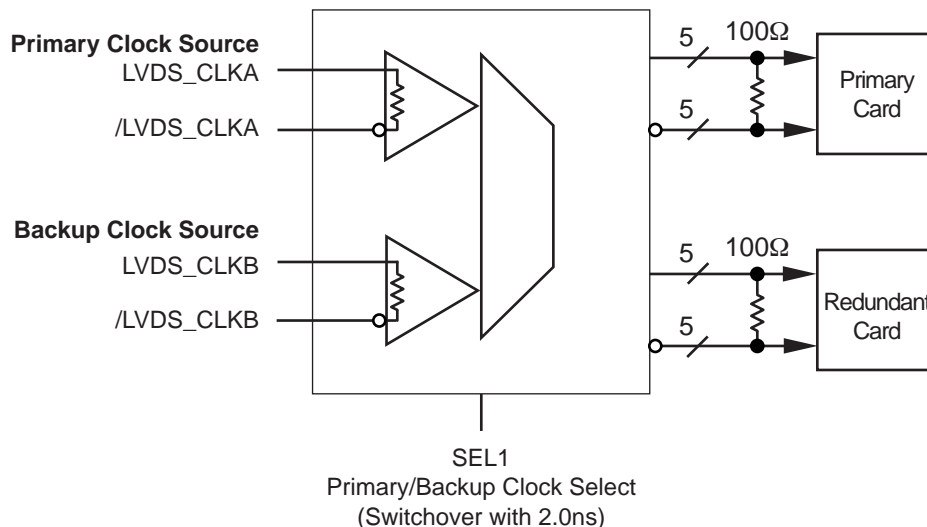 Primary Clock Source
LVDS_CLKA
/LVDS_CLKA
Backup Clock Source
LVDS_CLKB
/LVDS_CLKB
5
100Ω
5
Primary
Card
5
100Ω
5
Redundant
Card
SEL1
Primary/Backup Clock Select
(Switchover with 2.0ns)